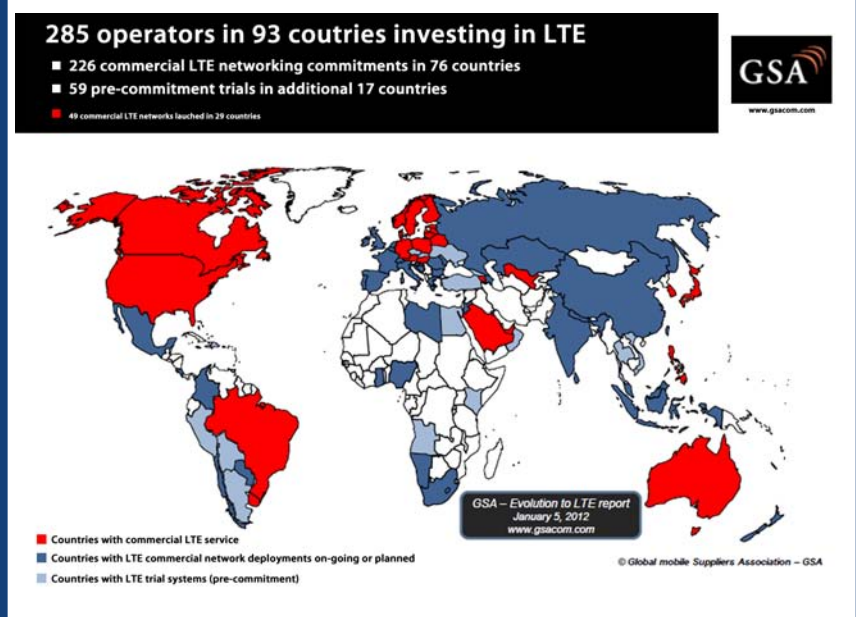 285 operators in 93 coutries investing in LTE
226 commercial LTE networking commitments in 76 countries
59 pre-commitment trials in additional 17 countries
49 commercial LTE networks lauched in 29 countries
GSA
www.gsacom.com
GSA – Evolution to LTE report
January 5, 2012
www.gsacom.com
Countries with commercial LTE service
Countries with LTE commercial network deployments on-going or planned
Countries with LTE trial systems (pre-commitment)
© Global mobile Suppliers Association – GSA